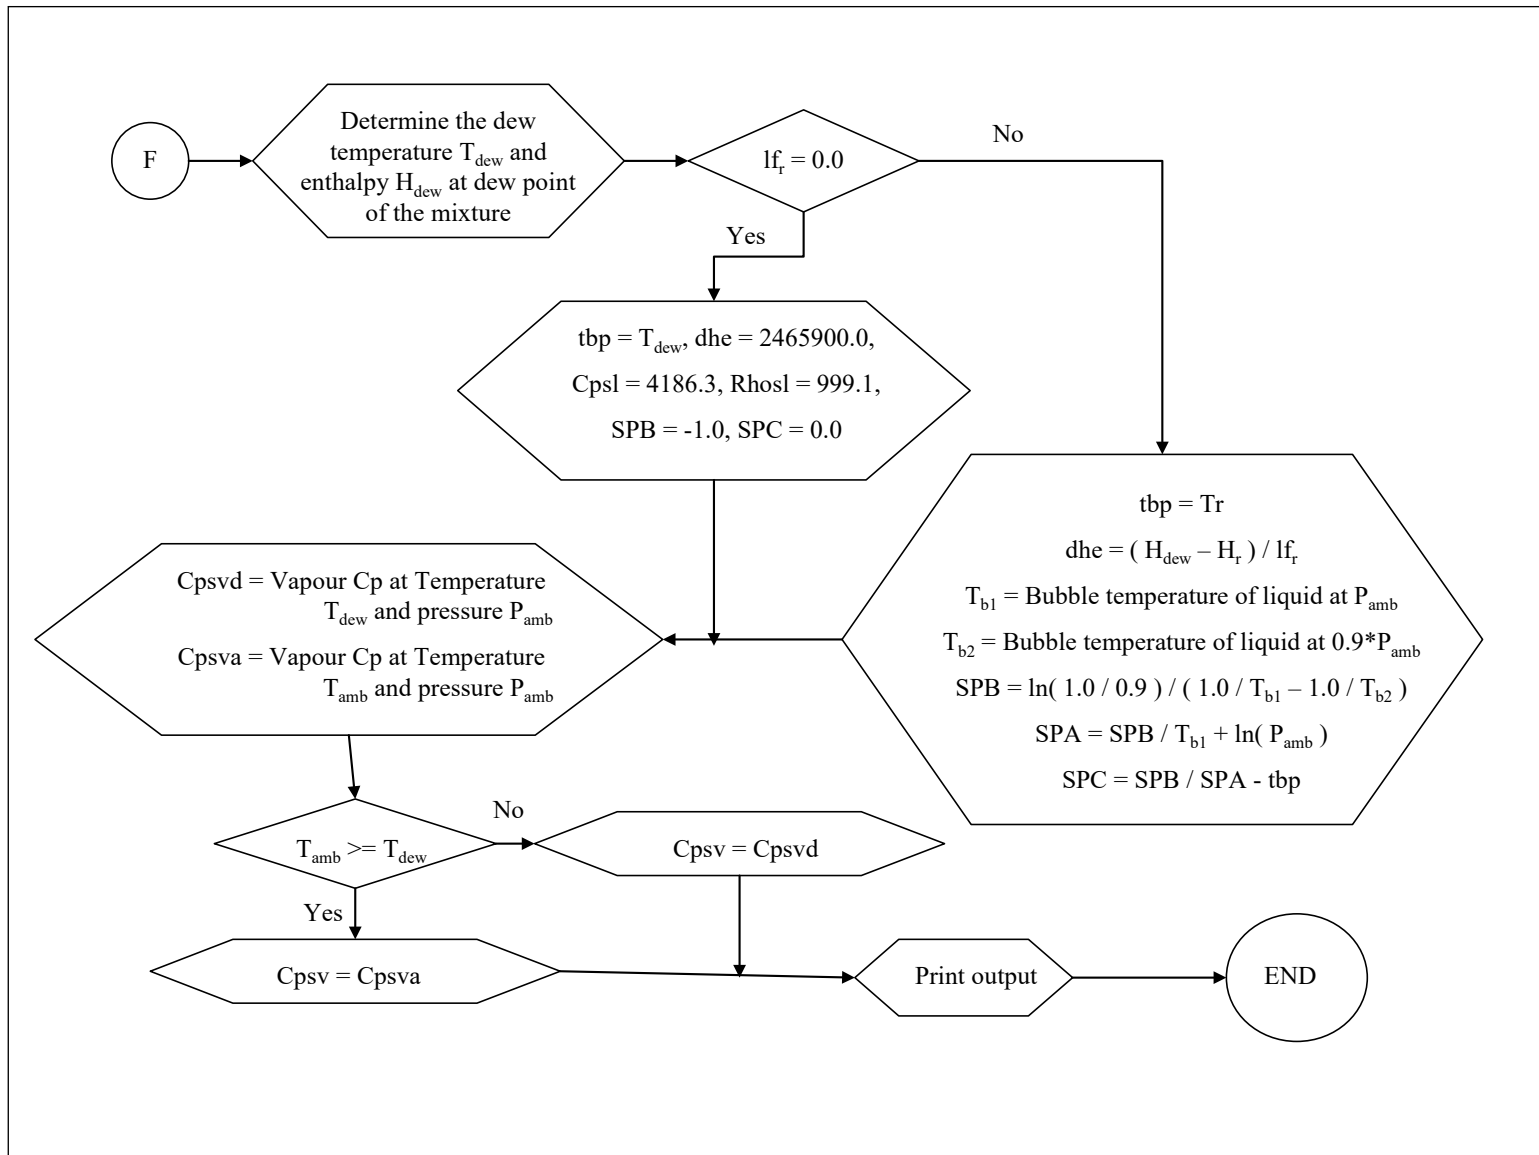 F
Determine the dew
temperature T_dew and
enthalpy H_dew at dew point
of the mixture
lf_r = 0.0
No
Yes
tbp = T_dew, dhe = 2465900.0,
Cpsl = 4186.3, Rhosl = 999.1,
SPB = -1.0, SPC = 0.0
tbp = Tr
dhe = ( H_dew – H_r ) / lf_r
T_b1 = Bubble temperature of liquid at P_amb
T_b2 = Bubble temperature of liquid at 0.9*P_amb
SPB = ln( 1.0 / 0.9 ) / ( 1.0 / T_b1 – 1.0 / T_b2 )
SPA = SPB / T_b1 + ln( P_amb )
SPC = SPB / SPA - tbp
Cpsvd = Vapour Cp at Temperature
T_dew and pressure P_amb
Cpsva = Vapour Cp at Temperature
T_amb and pressure P_amb
T_amb >= T_dew
No
Cpsv = Cpsvd
Yes
Cpsv = Cpsva
Print output
END